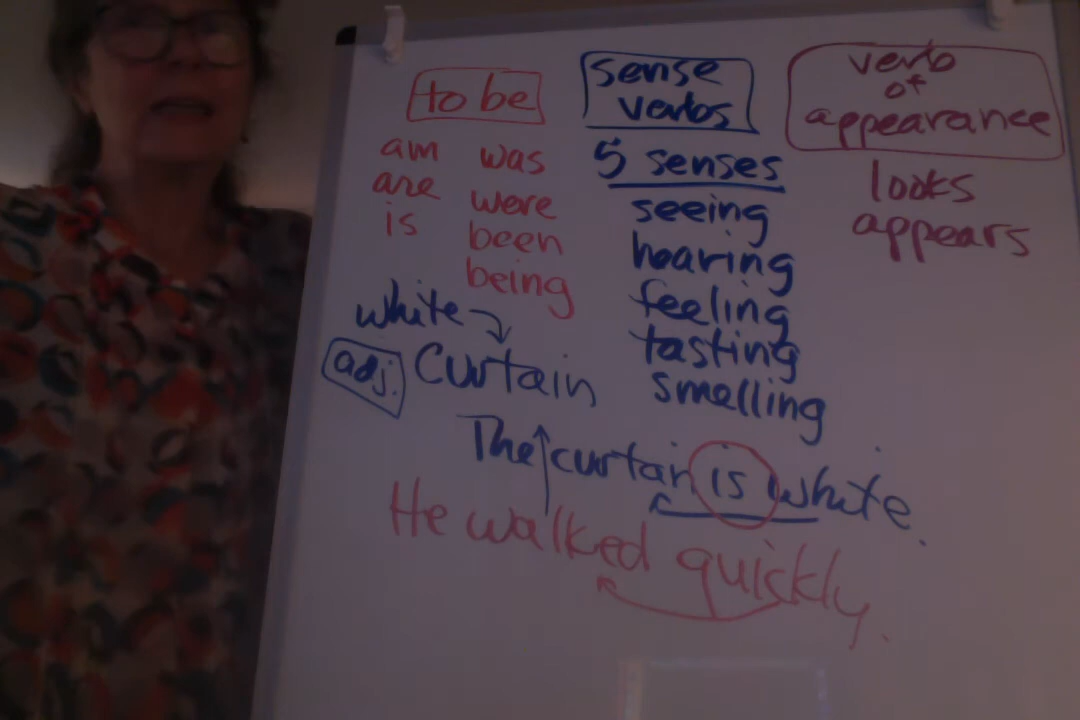 to be
am was
are were
is been
being
sense
verbs
5 senses
seeing
hearing
feeling
tasting
smelling
verb
of
appearance
looks
appears
white
adj. Curtain
The curtain is white.
He walked quickly.